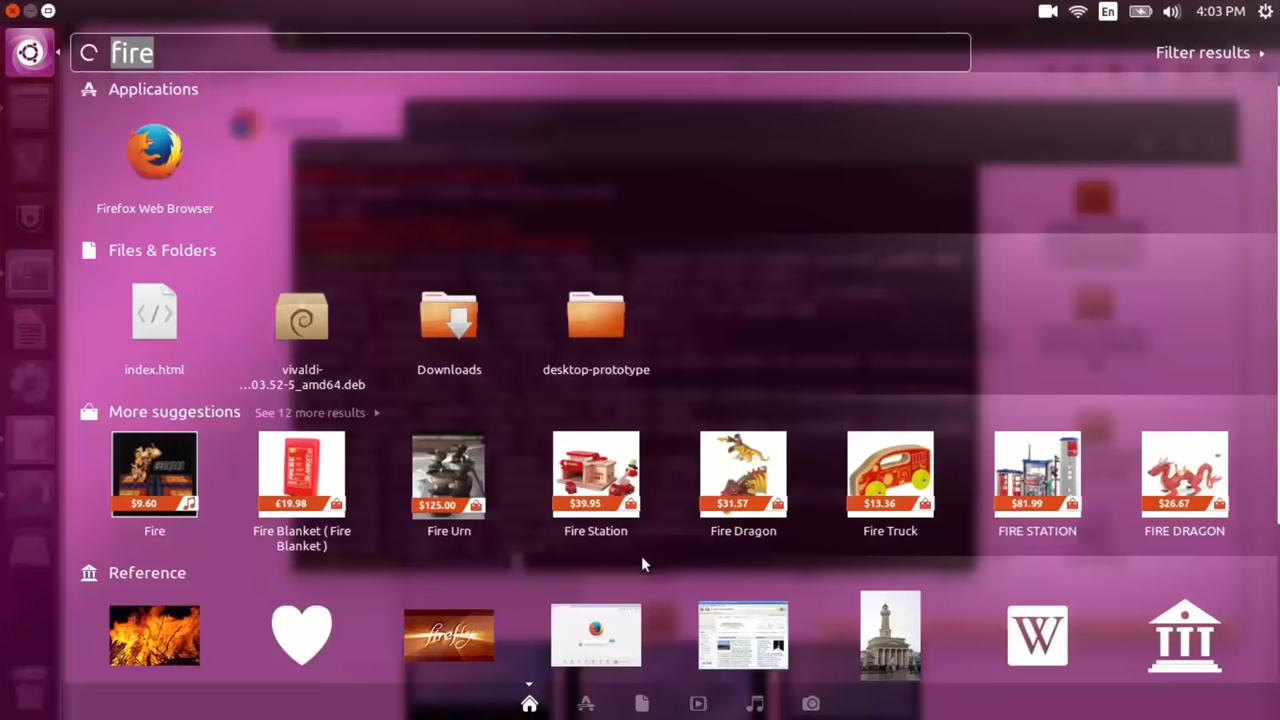 En
4:03 PM
fire
Filter results
Applications
Firefox Web Browser
Files & Folders
index.html
vivaldi-
...03.52-5_amd64.deb
Downloads
desktop-prototype
More suggestions
See 12 more results
$9.60
£19.98
$125.00
$39.95
$31.57
$13.36
$81.99
$26.67
Fire
Fire Blanket ( Fire
Blanket )
Fire Urn
Fire Station
Fire Dragon
Fire Truck
FIRE STATION
FIRE DRAGON
Reference
firefly
W